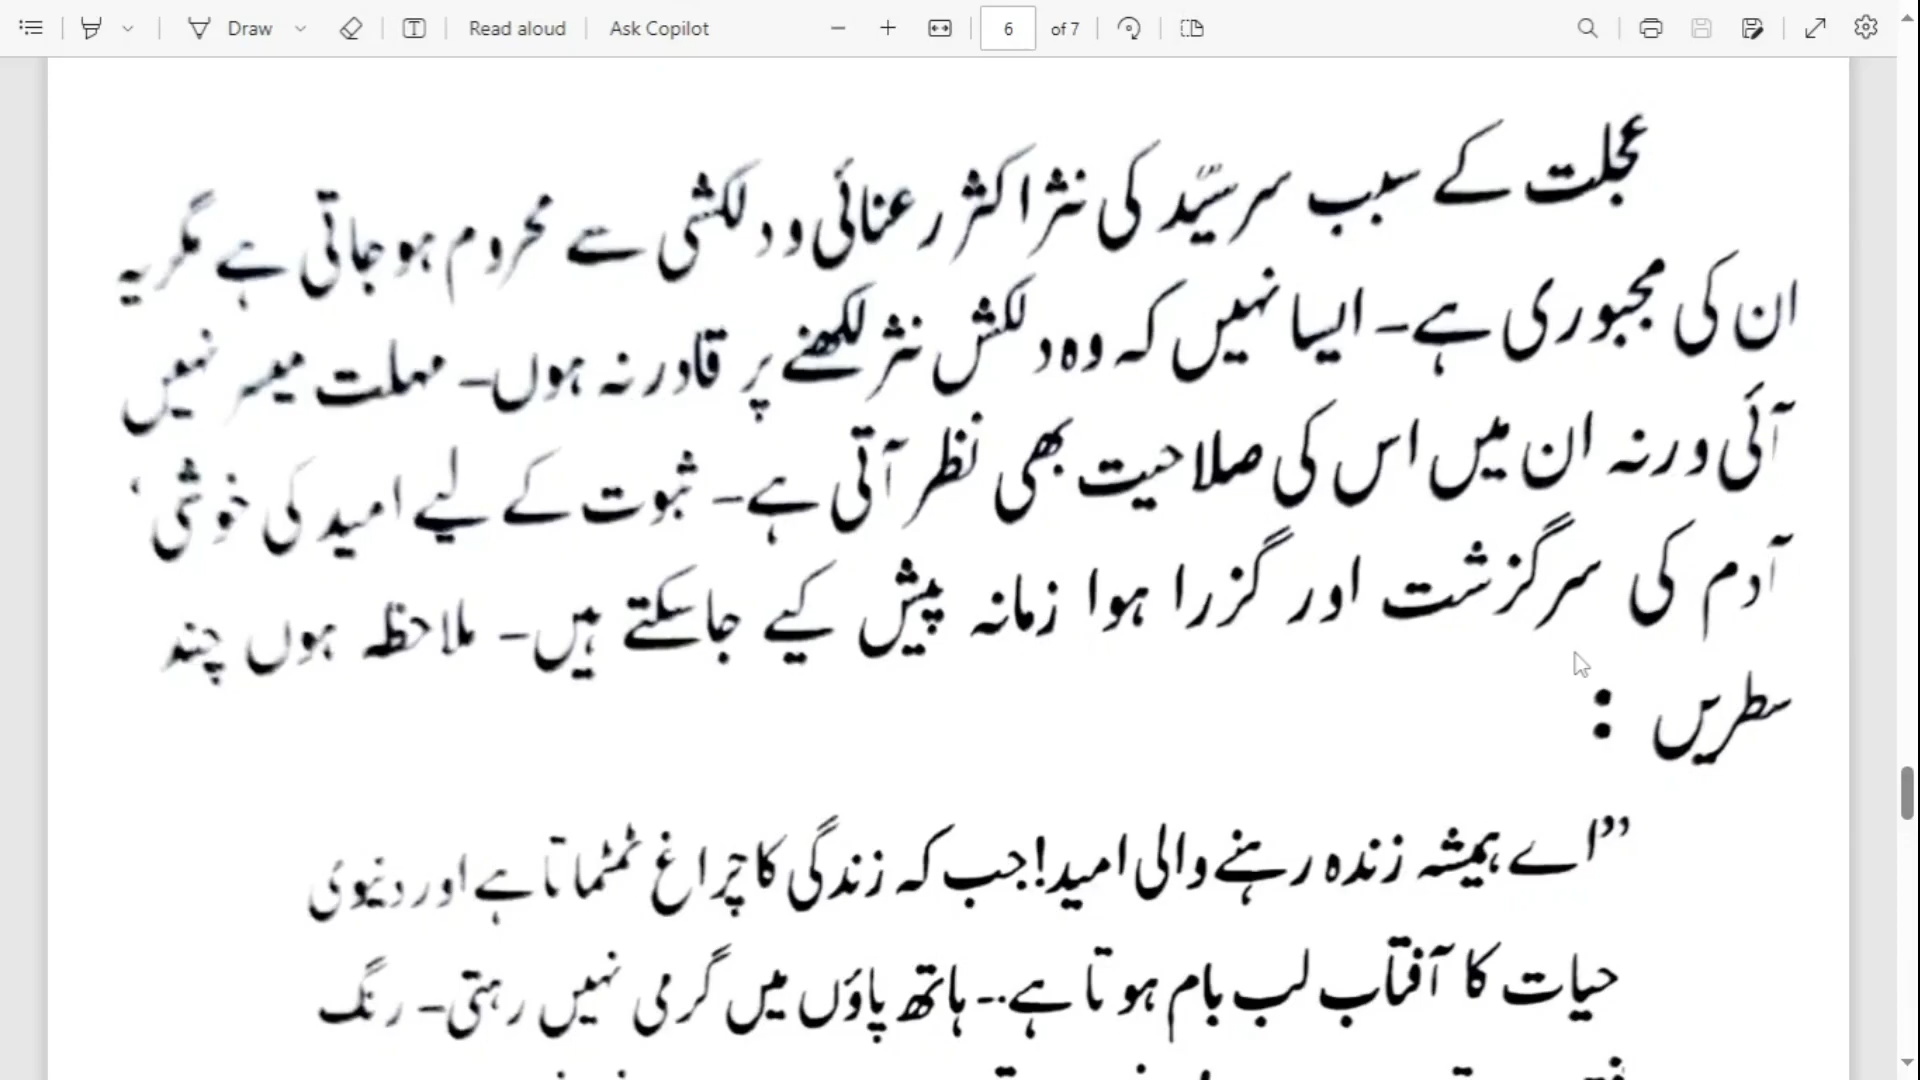 Draw
Read aloud
Ask Copilot
6
of 7
عجلت کے سبب سرسیّد کی نثر اکثر رعنائی و دلکشی سے محروم ہو جاتی ہے مگر یہ
ان کی مجبوری ہے۔ ایسا نہیں کہ وہ دلکش نثر لکھنے پر قادر نہ ہوں۔ مہلت میسر نہیں
آئی ورنہ ان میں اس کی صلاحیت بھی نظر آتی ہے۔ ثبوت کے لیے امید کی خوشی'
آدم کی سرگزشت اور گزرا ہوا زمانہ پیش کیے جاسکتے ہیں۔ ملاحظہ ہوں چند
سطریں :
”اے ہمیشہ زندہ رہنے والی امید! جب کہ زندگی کا چراغ ٹمٹماتا ہے اور دنیوی
حیات کا آفتاب لب بام ہوتا ہے۔۔ ہاتھ پاؤں میں گرمی نہیں رہتی۔ رنگ